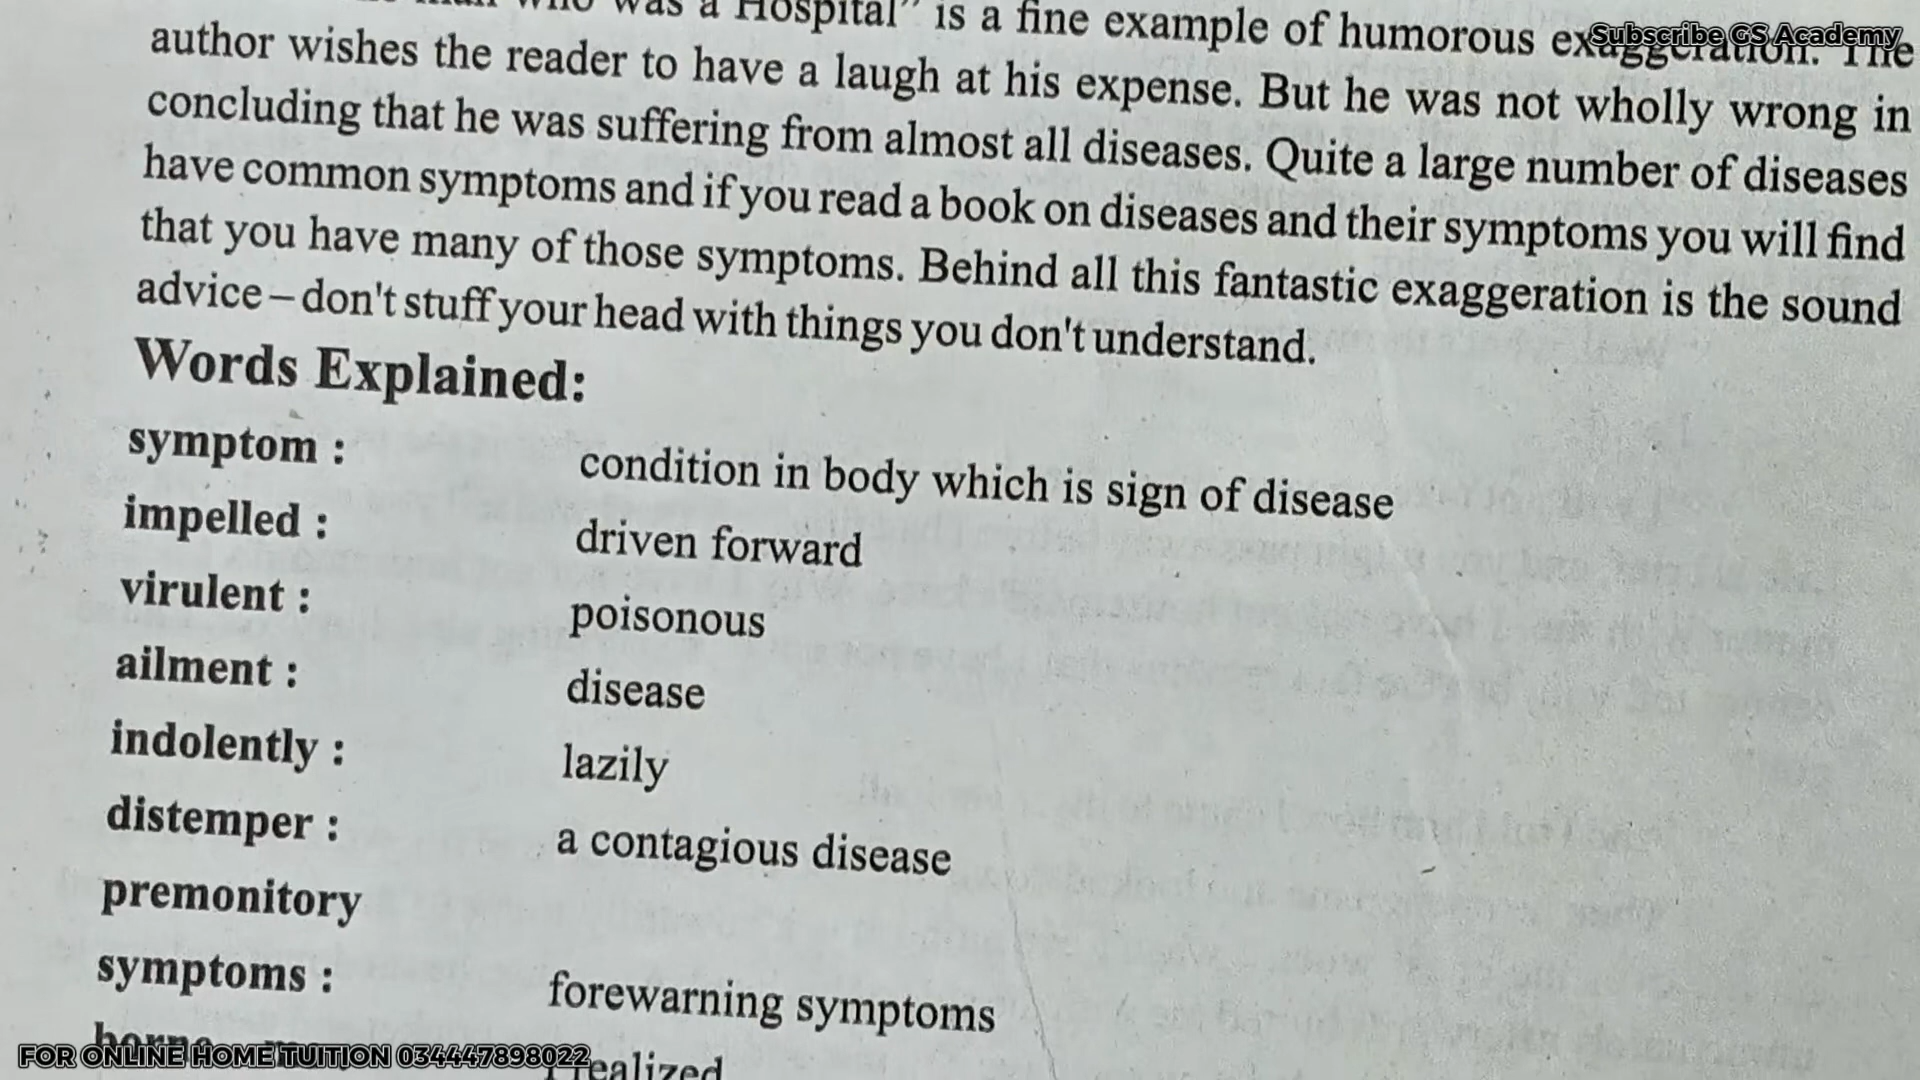 was a Hospital" is a fine example of humorous exaggeration. The
Subscribe GS Academy
author wishes the reader to have a laugh at his expense. But he was not wholly wrong in
concluding that he was suffering from almost all diseases. Quite a large number of diseases
have common symptoms and if you read a book on diseases and their symptoms you will find
that you have many of those symptoms. Behind all this fantastic exaggeration is the sound
advice – don't stuff your head with things you don't understand.
Words Explained:
symptom : condition in body which is sign of disease
impelled : driven forward
virulent : poisonous
ailment : disease
indolently : lazily
distemper : a contagious disease
premonitory
symptoms : forewarning symptoms
realized
FOR ONLINE HOME TUITION 034447898022